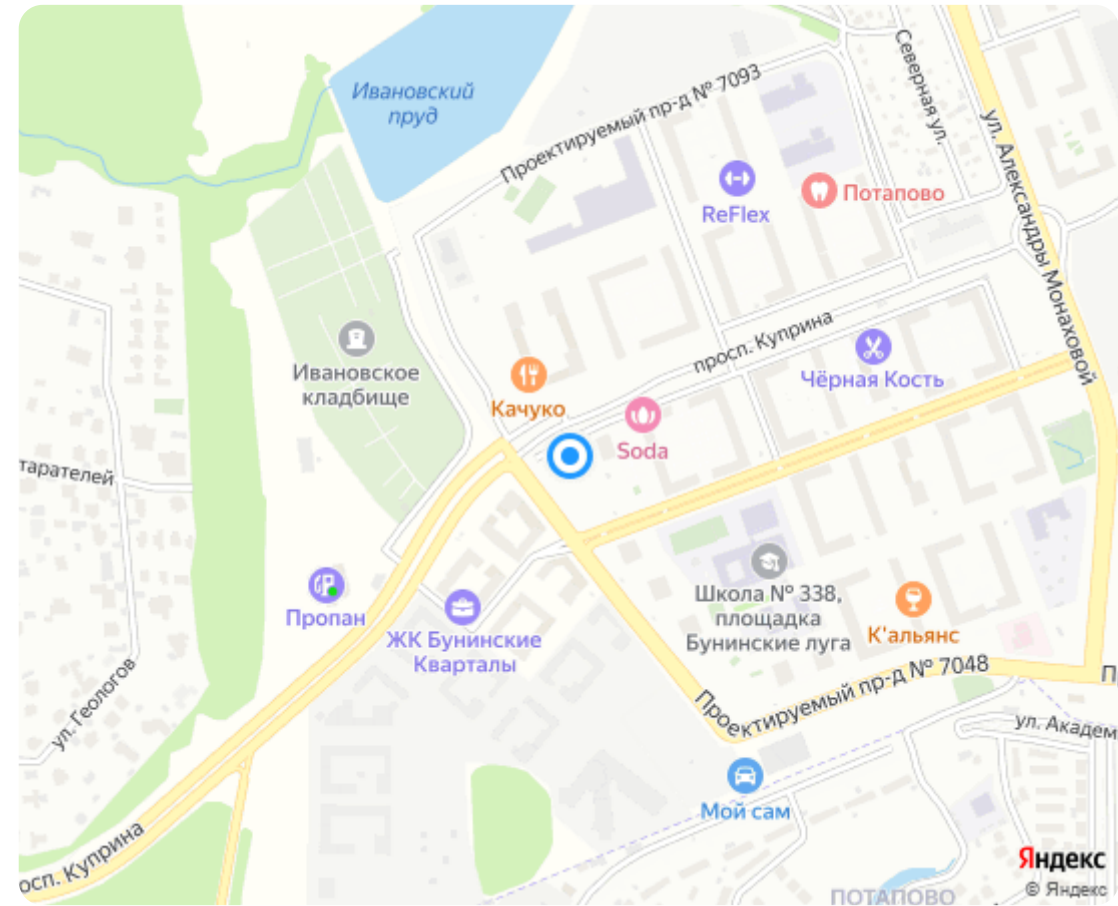 Северная ул.
Ивановский
пруд
Проектируемый пр-д № 7093
ул. Александры Монаховой
ReFlex
Потапово
просп. Куприна
Ивановское
кладбище
Чёрная Кость
Качуко
Soda
тарателей
Пропан
Школа № 338,
площадка
Бунинские луга
К'альянс
ЖК Бунинские
Кварталы
ул. Геологов
Проектируемый пр-д № 7048
П
ул. Академ
Мой сам
осп. Куприна
Яндекс
© Яндекс
ПОТАПОВО